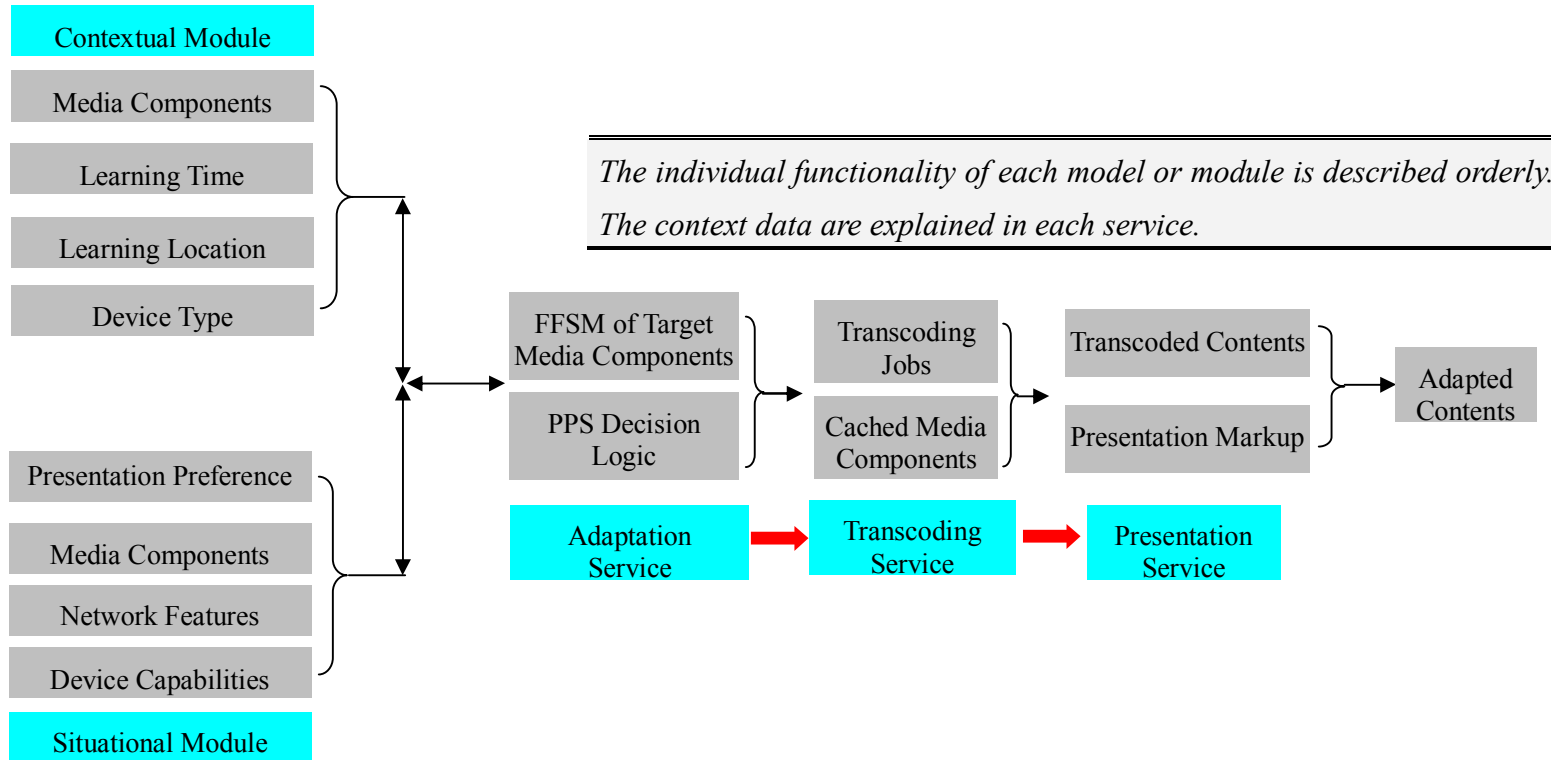 Contextual Module
Media Components
Learning Time
Learning Location
Device Type
The individual functionality of each model or module is described orderly.
The context data are explained in each service.
FFSM of Target
Media Components
PPS Decision
Logic
Transcoding
Jobs
Cached Media
Components
Transcoded Contents
Presentation Markup
Adapted
Contents
Presentation Preference
Media Components
Network Features
Device Capabilities
Situational Module
Adaptation
Service
Transcoding
Service
Presentation
Service